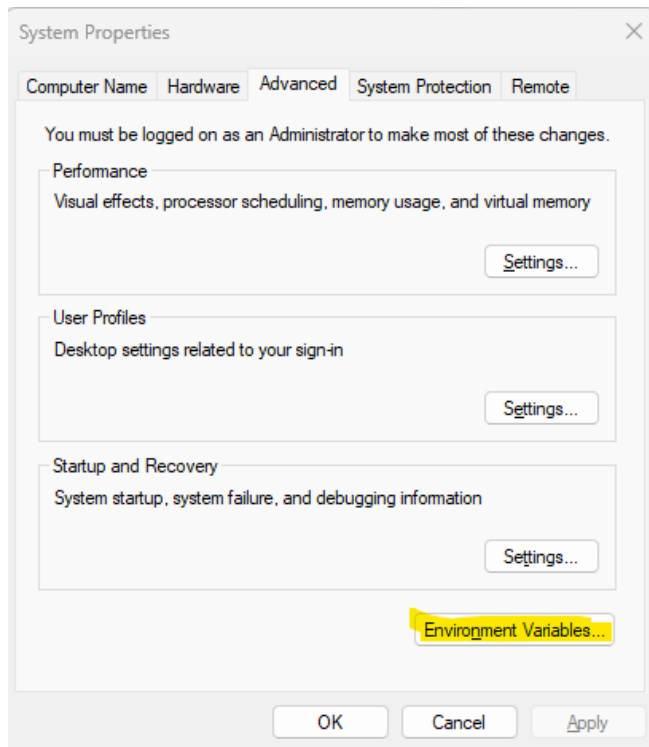 System Properties
Computer Name Hardware Advanced System Protection Remote
You must be logged on as an Administrator to make most of these changes.
Performance
Visual effects, processor scheduling, memory usage, and virtual memory
Settings...
User Profiles
Desktop settings related to your sign-in
Settings...
Startup and Recovery
System startup, system failure, and debugging information
Settings...
Environment Variables...
OK Cancel Apply